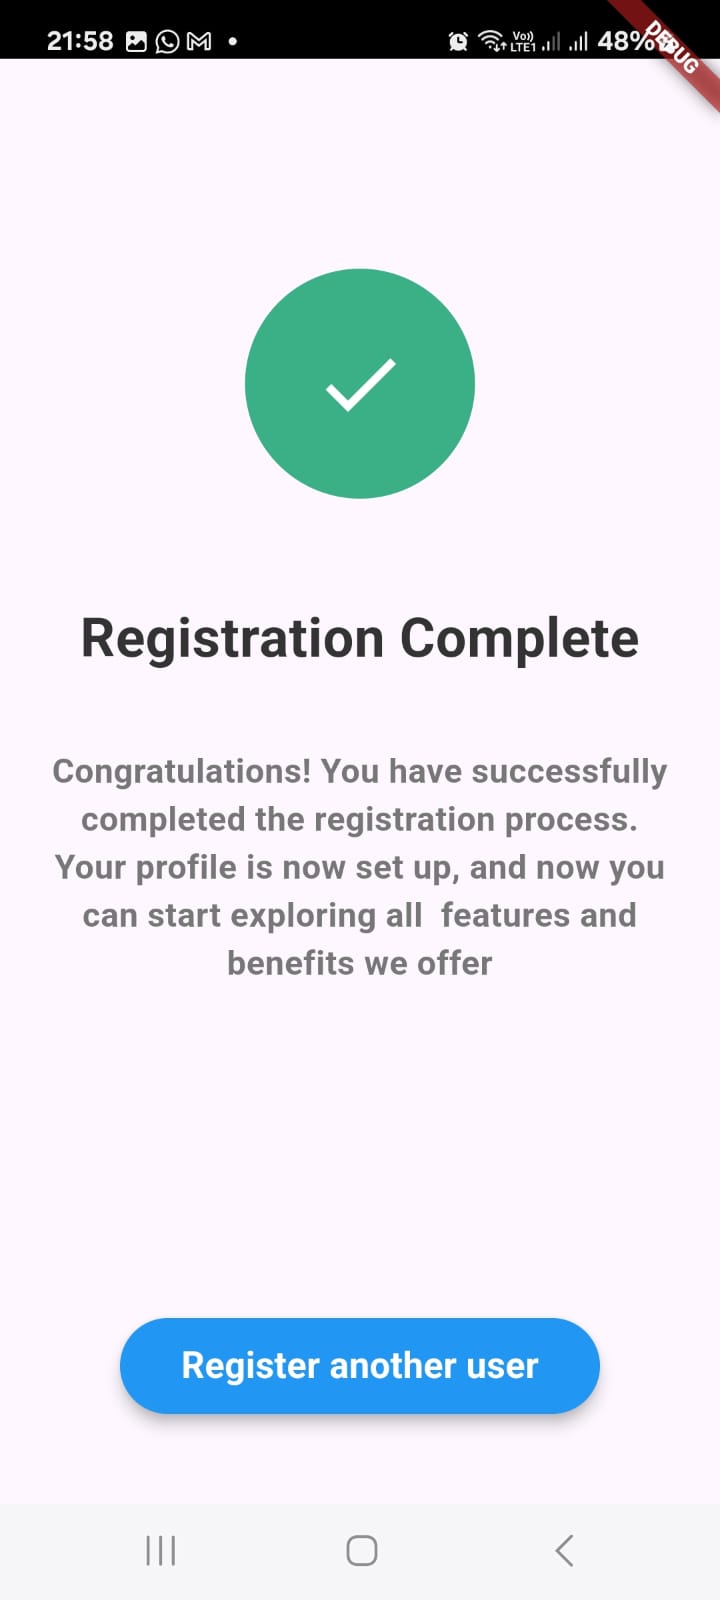 21:58
Vo))
LTE1
48%
DEBUG
Registration Complete
Congratulations! You have successfully
completed the registration process.
Your profile is now set up, and now you
can start exploring all  features and
benefits we offer
Register another user